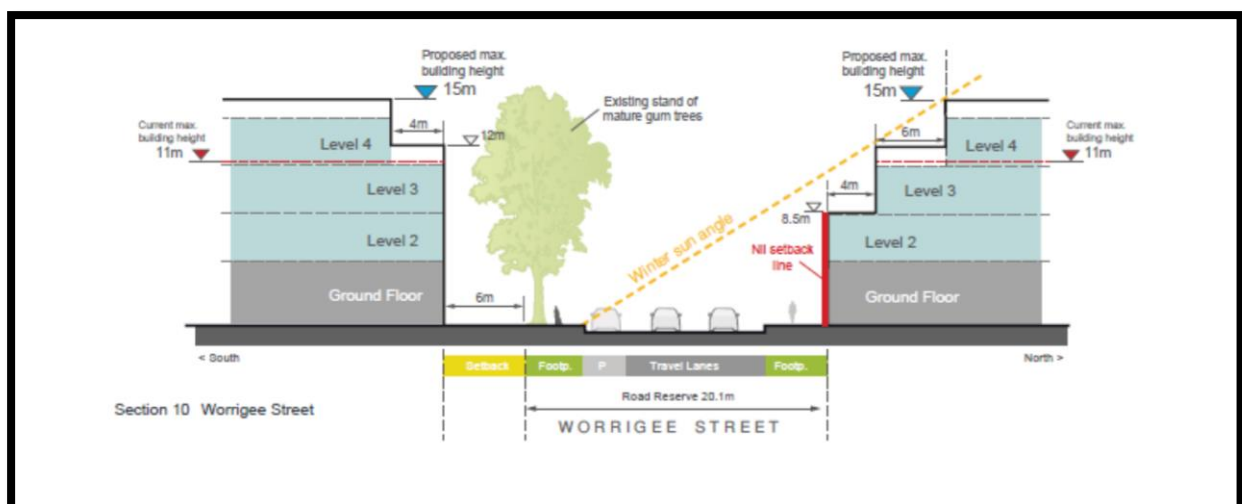 Proposed max.
building height
15m
Proposed max.
building height
15m
Existing stand of
mature gum trees
Current max.
building height
11m
4m
12m
6m
Current max.
building height
11m
Level 4
Level 4
Level 3
4m
Level 3
8.5m
Winter sun angle
Level 2
Level 2
Nil setback
line
Ground Floor
6m
Ground Floor
< South
North >
Setback
Footp.
P
Travel Lanes
Footp.
Road Reserve 20.1m
Section 10 Worrigee Street
WORRIGEE STREET